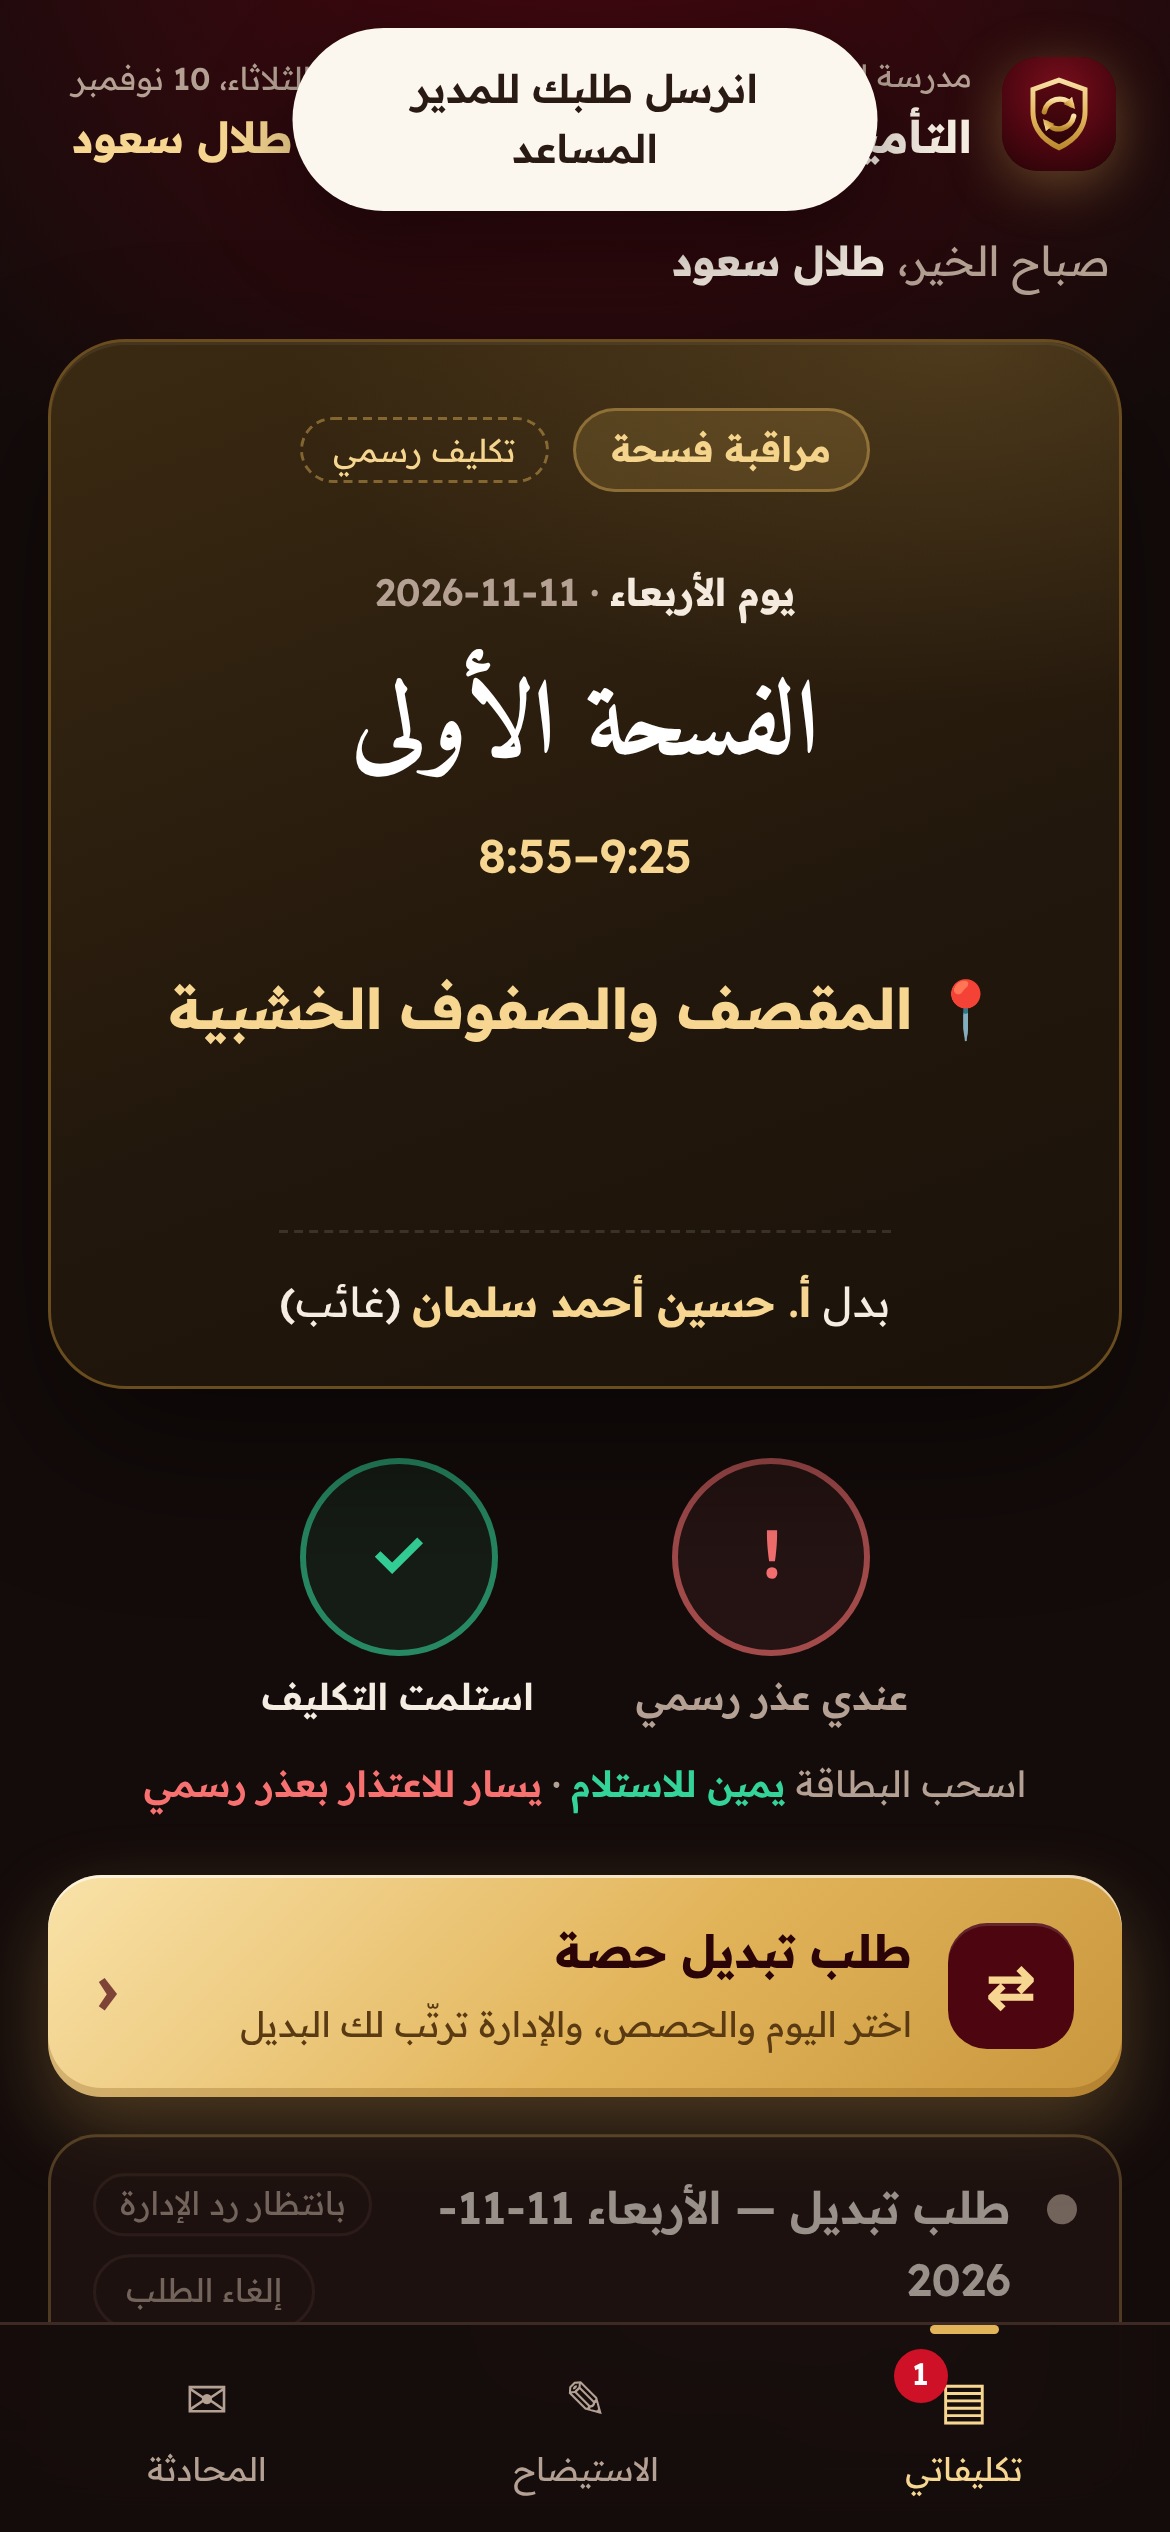 مدرسة
الثلاثاء، 10 نوفمبر
طلال سعود
انرسل طلبك للمدير
المساعد
صباح الخير، طلال سعود
مراقبة فسحة
تكليف رسمي
يوم الأربعاء · 2026-11-11
الفسحة الأولى
8:55–9:25
📍 المقصف والصفوف الخشبية
بدل أ. حسين أحمد سلمان (غائب)
!
✓
عندي عذر رسمي
استلمت التكليف
اسحب البطاقة يمين للاستلام · يسار للاعتذار بعذر رسمي
طلب تبديل حصة
اختر اليوم والحصص، والإدارة ترتّب لك البديل
طلب تبديل — الأربعاء 11-11-
2026
بانتظار رد الإدارة
إلغاء الطلب
1
تكليفاتي
الاستيضاح
المحادثة